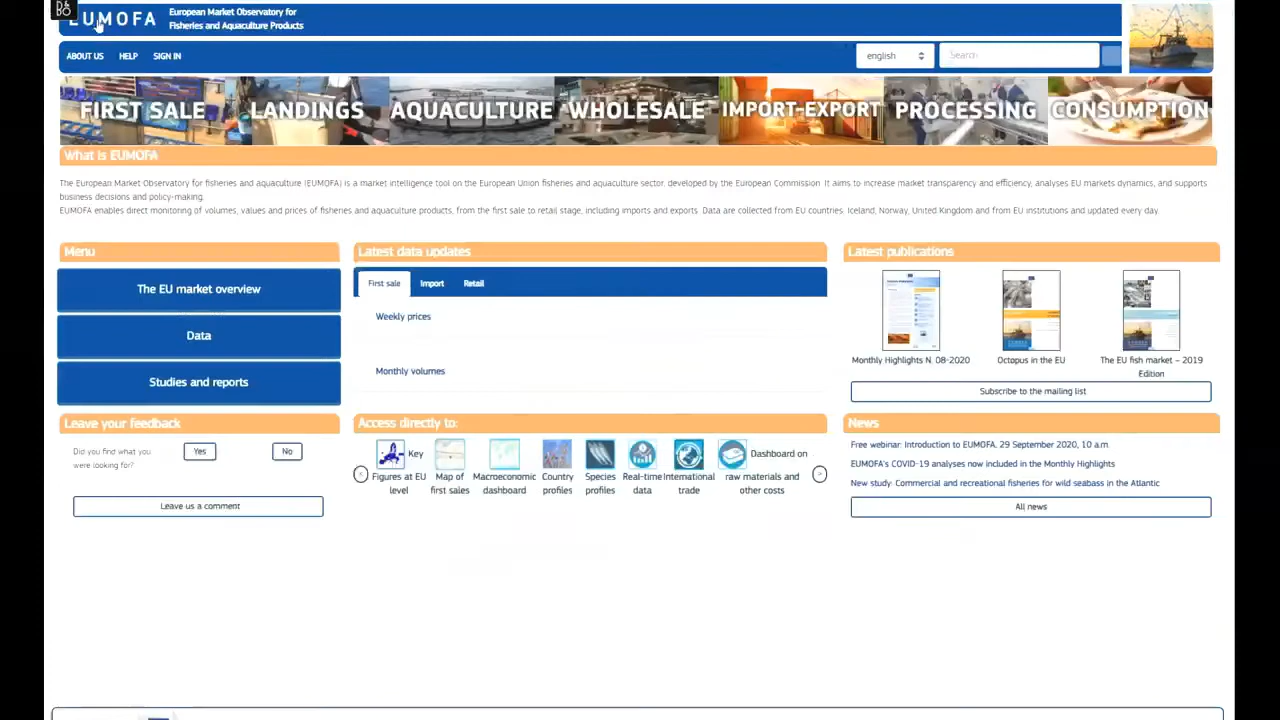 D&
BO
EUMOFA
European Market Observatory for
Fisheries and Aquaculture Products
ABOUT US HELP SIGN IN
english
Search
FIRST SALE LANDINGS AQUACULTURE WHOLESALE IMPORT-EXPORT PROCESSING CONSUMPTION
What is EUMOFA
The European Market Observatory for fisheries and aquaculture (EUMOFA) is a market intelligence tool on the European Union fisheries and aquaculture sector, developed by the European Commission. It aims to increase market transparency and efficiency, analyses EU markets dynamics, and supports
business decisions and policy-making.
EUMOFA enables direct monitoring of volumes, values and prices of fisheries and aquaculture products, from the first sale to retail stage, including imports and exports. Data are collected from EU countries, Iceland, Norway, United Kingdom and from EU institutions and updated every day.
Menu
The EU market overview
Data
Studies and reports
Latest data updates
First sale Import Retail
Weekly prices
Monthly volumes
Latest publications
Monthly Highlights N. 08-2020
Octopus in the EU
The EU fish market – 2019
Edition
Subscribe to the mailing list
Leave your feedback
Did you find what you
were looking for?
Yes
No
Leave us a comment
Access directly to:
Key
Figures at EU
level
Map of
first sales
Macroeconomic
dashboard
Country
profiles
Species
profiles
Real-time
data
International
trade
Dashboard on
raw materials and
other costs
News
Free webinar: Introduction to EUMOFA, 29 September 2020, 10 a.m.
EUMOFA's COVID-19 analyses now included in the Monthly Highlights
New study: Commercial and recreational fisheries for wild seabass in the Atlantic
All news